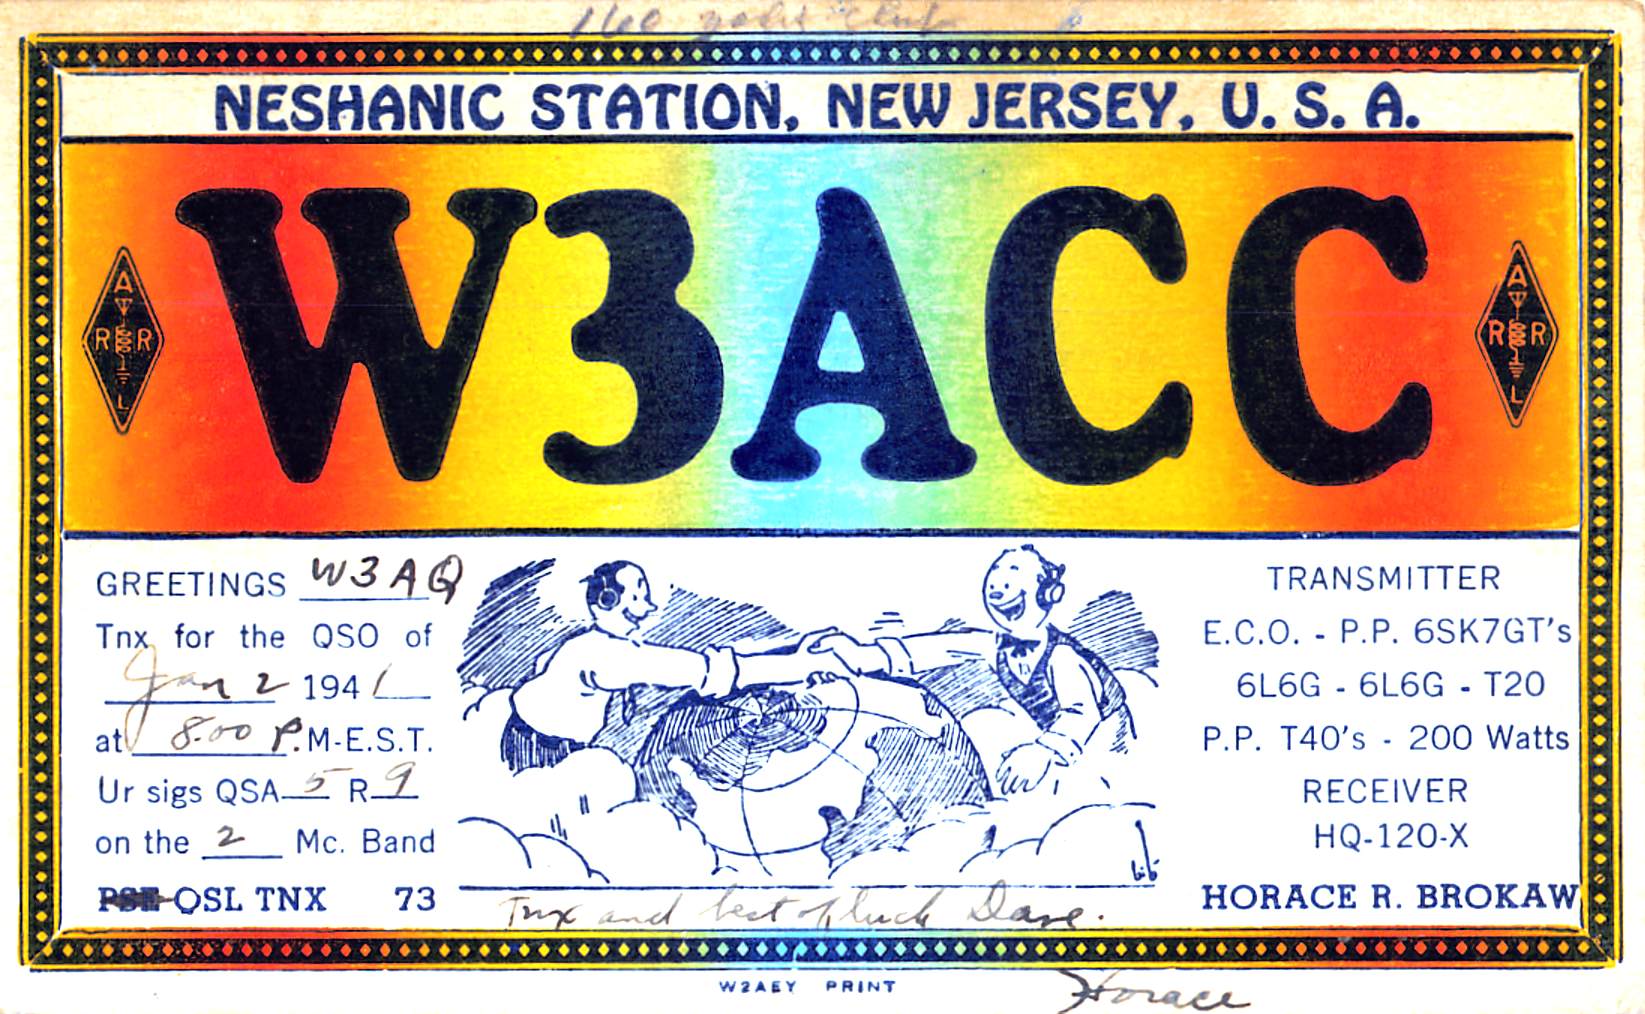 160 
NESHANIC STATION, NEW JERSEY, U. S. A.
W3ACC
A R R L
A R R L
GREETINGS W3AQ
Tnx for the QSO of
Jan 2 1941
at 8:00 P.M-E.S.T.
Ur sigs QSA 5 R 9
on the 2 Mc. Band
PSE QSL TNX 73
Tnx and best of luck Dave.
TRANSMITTER
E.C.O. - P.P. 6SK7GT's
6L6G - 6L6G - T20
P.P. T40's - 200 Watts
RECEIVER
HQ-120-X
HORACE R. BROKAW
W2AEY PRINT
Horace